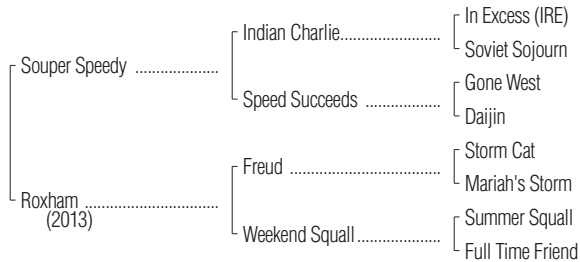 In Excess (IRE)
Indian Charlie....................
Soviet Sojourn
Souper Speedy .................
Gone West
Speed Succeeds ...............
Daijin
Storm Cat
Freud ..............................
Mariah's Storm
Roxham............................
(2013)
Summer Squall
Weekend Squall.................
Full Time Friend